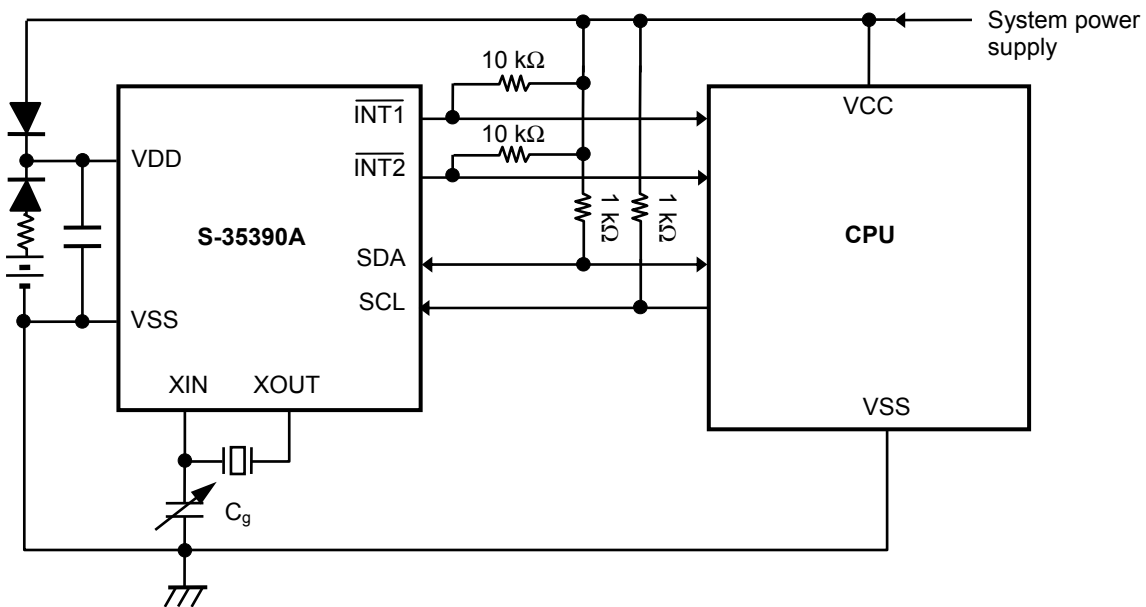 System power
supply
10 kΩ
INT1
VCC
10 kΩ
VDD
INT2
1 kΩ
1 kΩ
S-35390A
CPU
SDA
SCL
VSS
XIN
XOUT
VSS
Cg